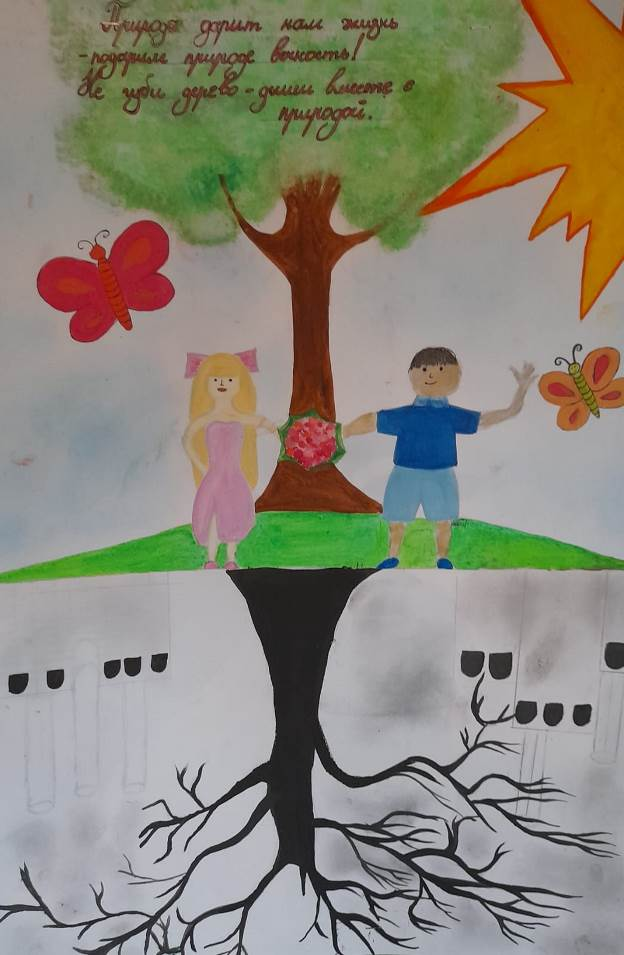 Природа дарит нам жизнь
-подарим природе вечность!
Не губи дерево-дыши вместе с
природой.